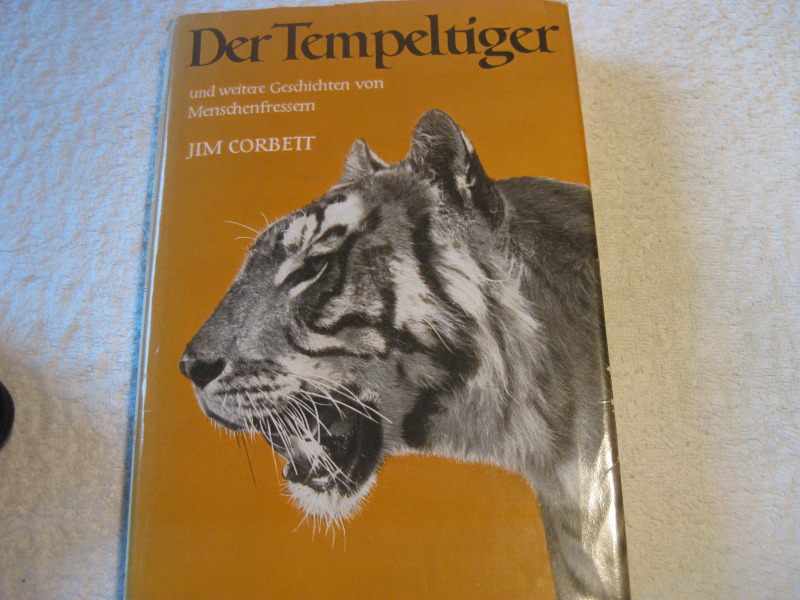 Der Tempeltiger
und weitere Geschichten von
Menschenfressern
JIM CORBETT